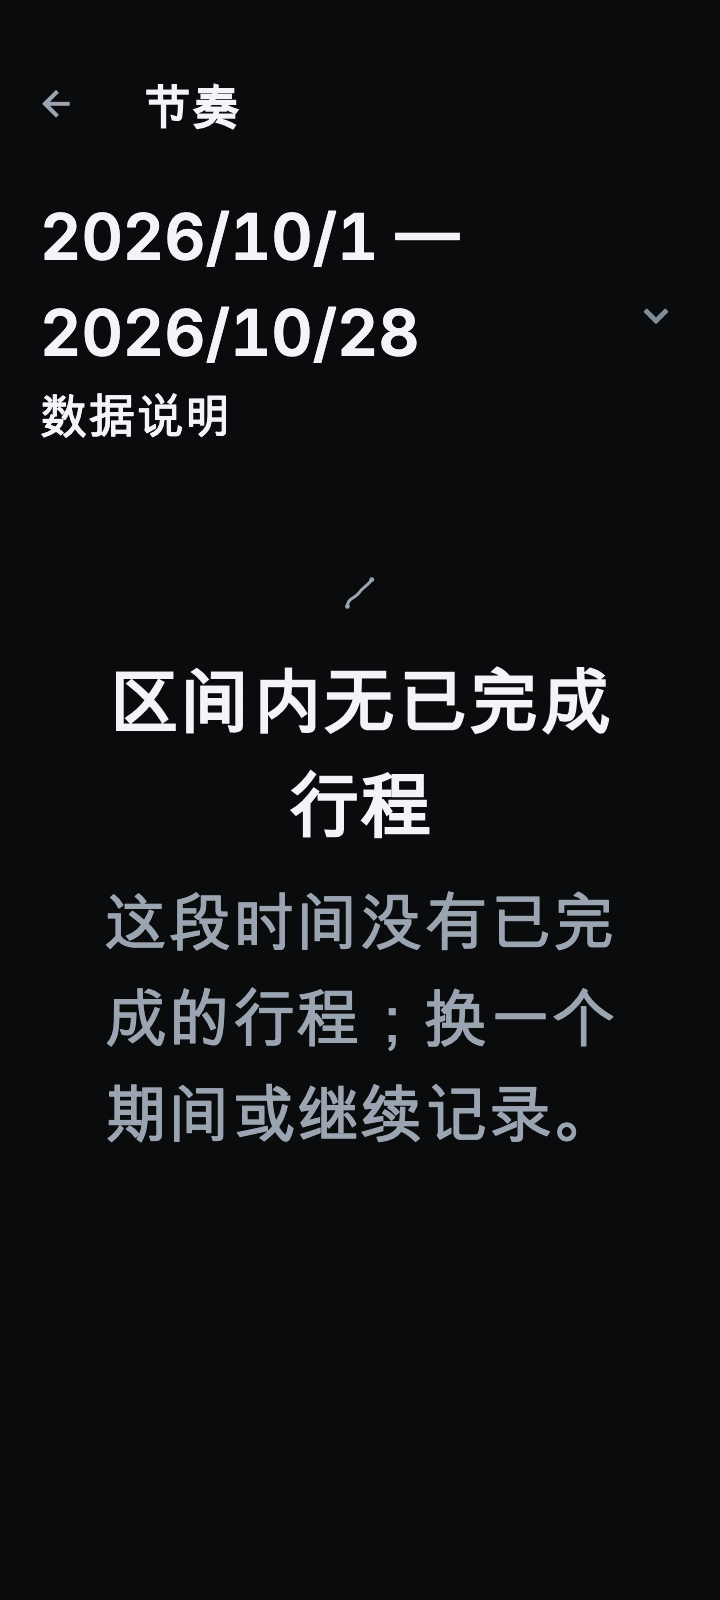 节奏
2026/10/1 —
2026/10/28
数据说明
区间内无已完成
行程
这段时间没有已完
成的行程；换一个
期间或继续记录。